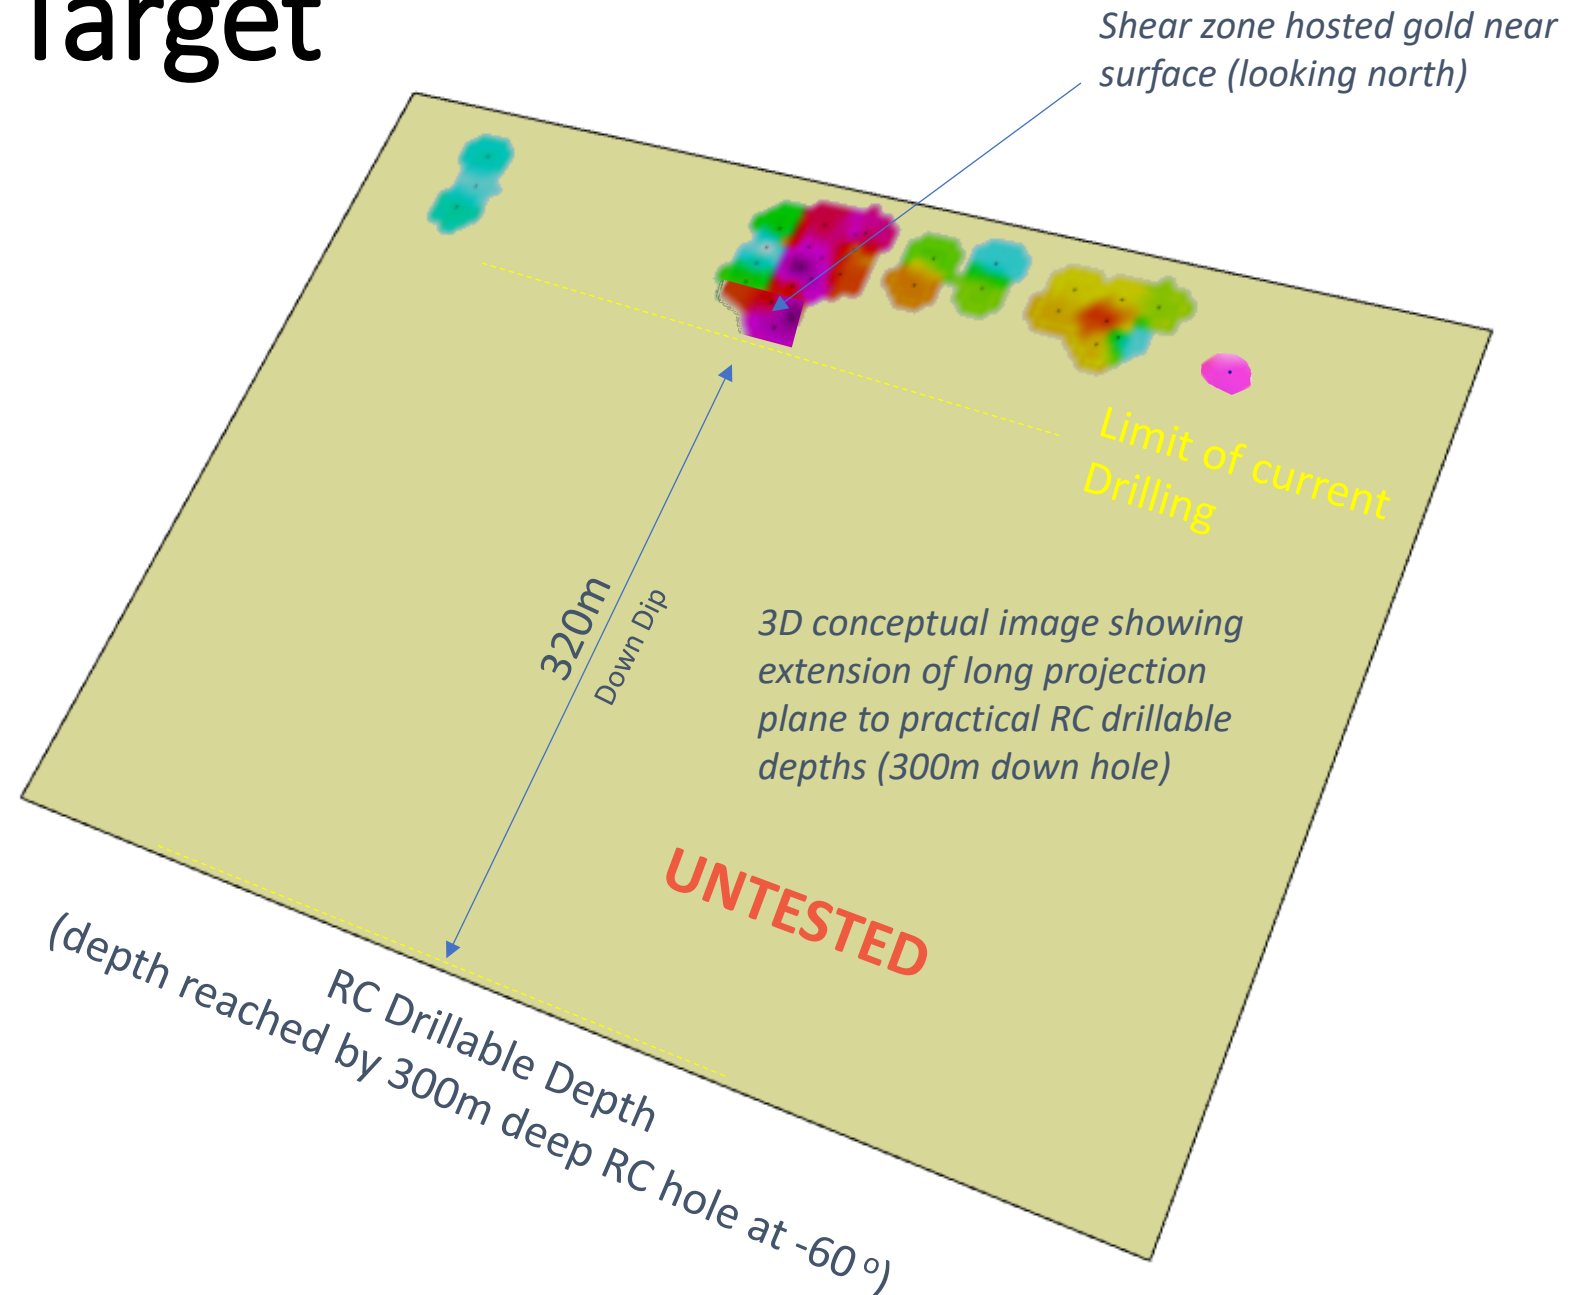 Target
Shear zone hosted gold near
surface (looking north)
Limit of current
Drilling
320m
Down Dip
3D conceptual image showing
extension of long projection
plane to practical RC drillable
depths (300m down hole)
UNTESTED
RC Drillable Depth
(depth reached by 300m deep RC hole at -60 º)